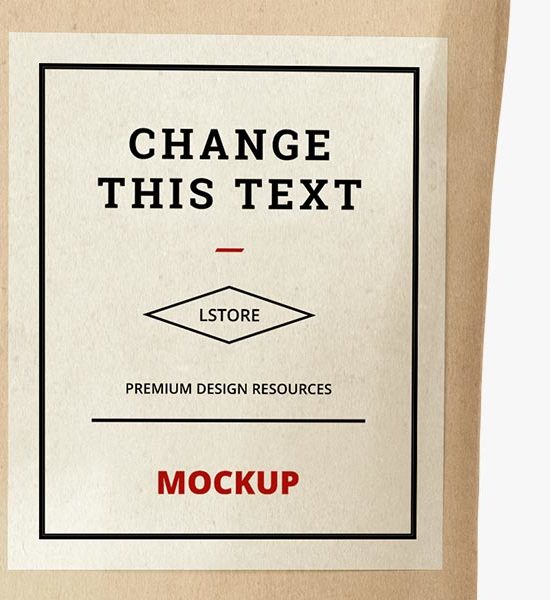 CHANGE
THIS TEXT
LSTORE
PREMIUM DESIGN RESOURCES
MOCKUP